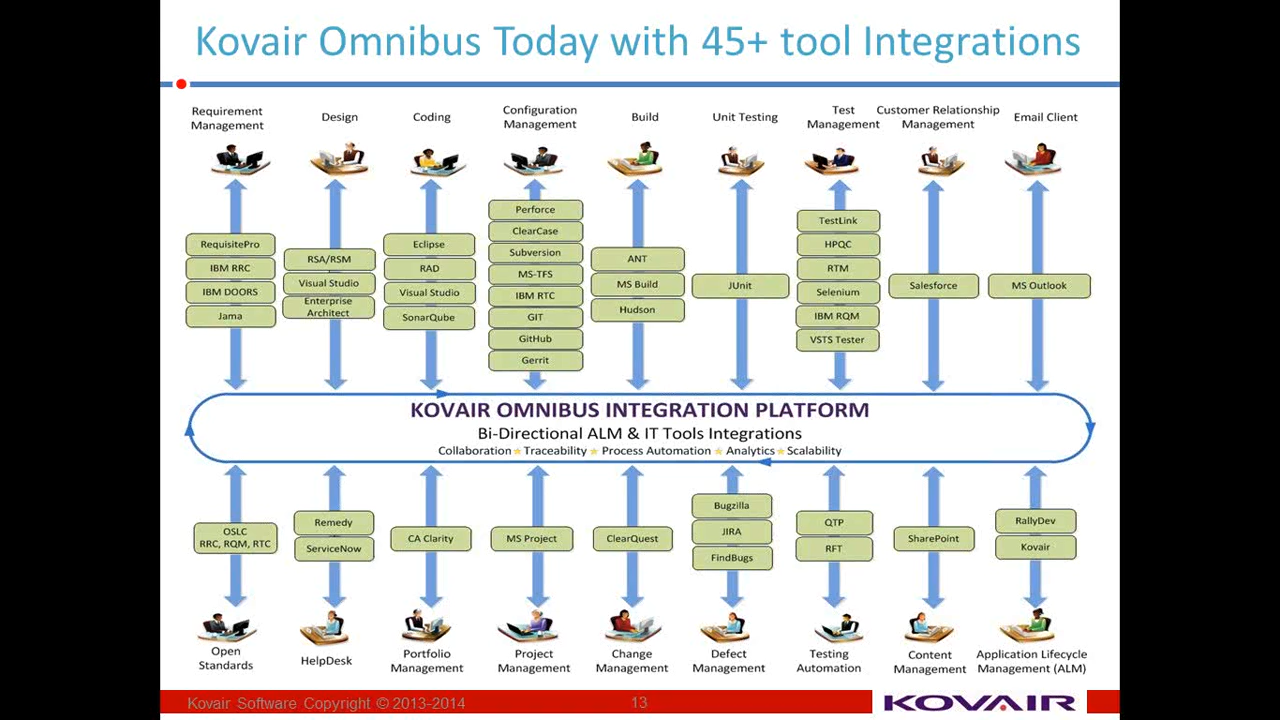 Kovair Omnibus Today with 45+ tool Integrations
Requirement
Management
Design
Coding
Configuration
Management
Build
Unit Testing
Test
Management
Customer Relationship
Management
Email Client
RequisitePro
IBM RRC
IBM DOORS
Jama
RSA/RSM
Visual Studio
Enterprise
Architect
Eclipse
RAD
Visual Studio
SonarQube
Perforce
ClearCase
Subversion
MS-TFS
IBM RTC
GIT
GitHub
Gerrit
ANT
MS Build
Hudson
JUnit
TestLink
HPQC
RTM
Selenium
IBM RQM
VSTS Tester
Salesforce
MS Outlook
KOVAIR OMNIBUS INTEGRATION PLATFORM
Bi-Directional ALM & IT Tools Integrations
Collaboration ★ Traceability ★ Process Automation ★ Analytics ★ Scalability
OSLC
RRC, RQM, RTC
Remedy
ServiceNow
CA Clarity
MS Project
ClearQuest
Bugzilla
JIRA
FindBugs
QTP
RFT
SharePoint
RallyDev
Kovair
Open
Standards
HelpDesk
Portfolio
Management
Project
Management
Change
Management
Defect
Management
Testing
Automation
Content
Management
Application Lifecycle
Management (ALM)
Kovair Software Copyright © 2013-2014
13
KOVAIR